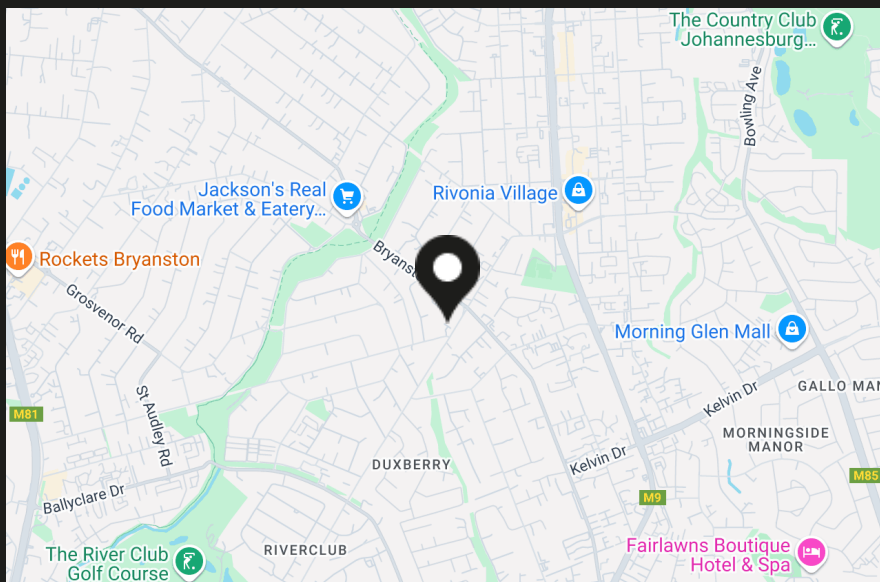 The Country Club
Johannesburg...
Bowling Ave
Jackson's Real
Food Market & Eatery...
Rivonia Village
Rockets Bryanston
Grosvenor Rd
Morning Glen Mall
Kelvin Dr
GALLO MAN
St Audley Rd
M81
MORNINGSIDE
MANOR
DUXBERRY
Kelvin Dr
M85
Ballyclare Dr
M9
RIVERCLUB
Fairlawns Boutique
Hotel & Spa
The River Club
Golf Course